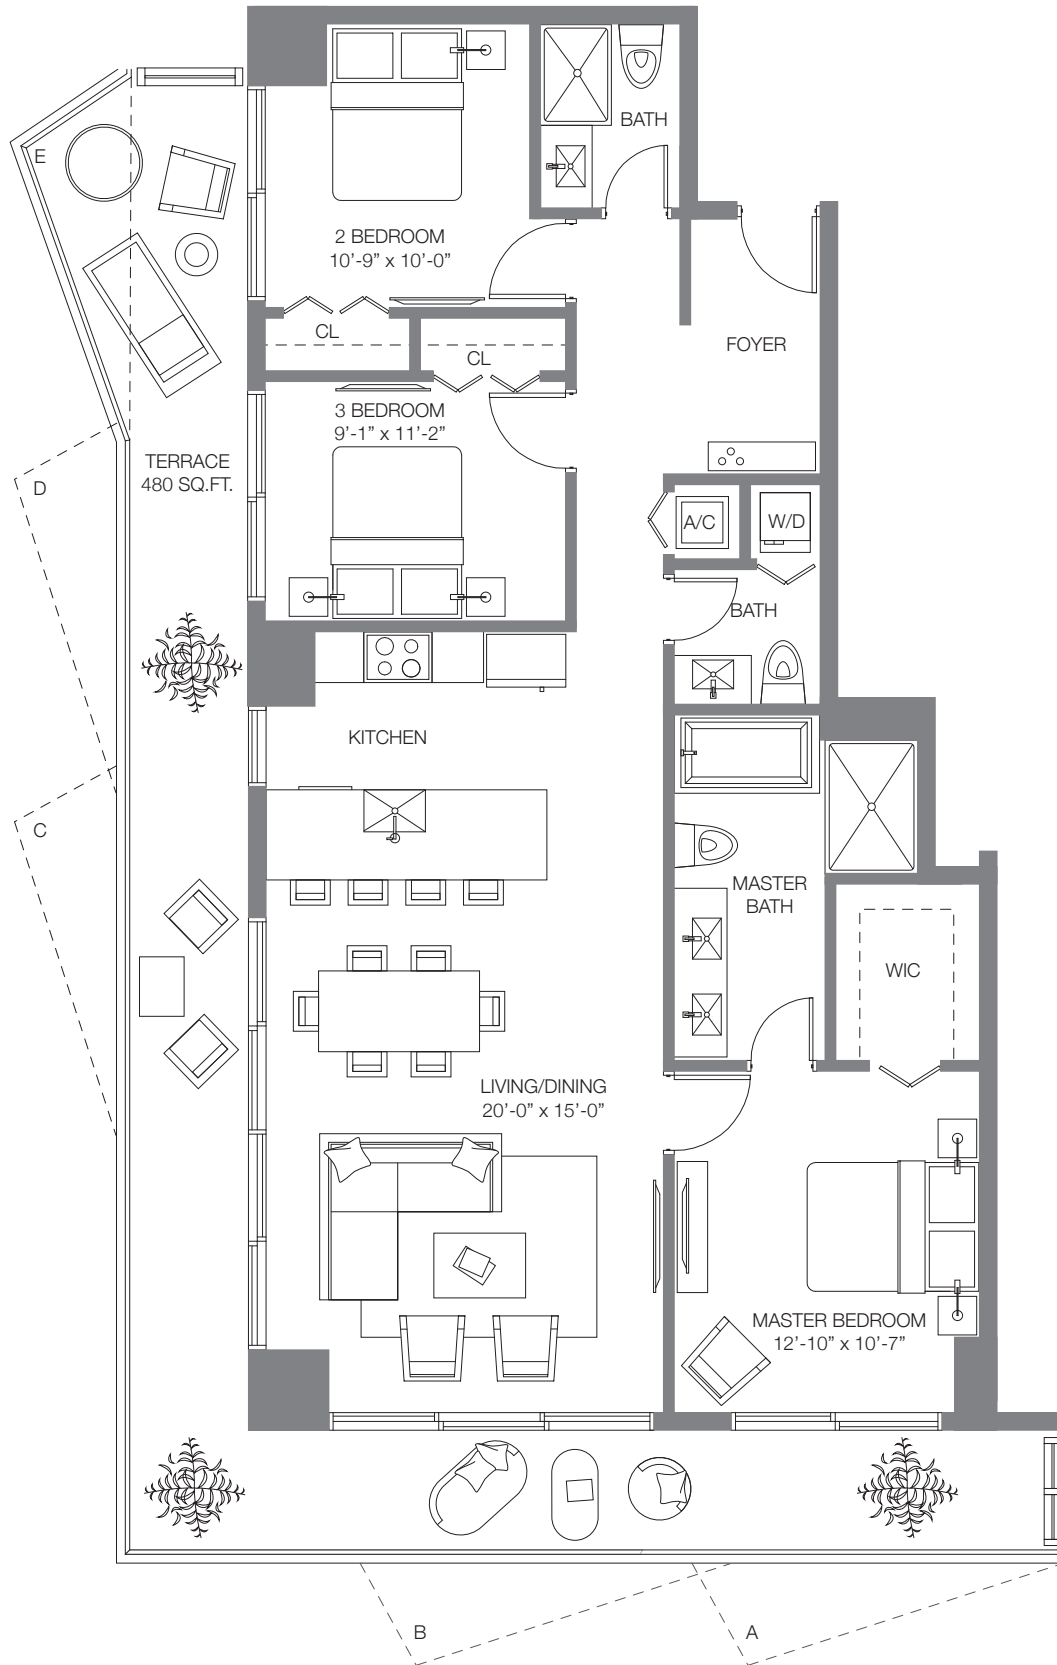 BATH
E
2 BEDROOM
10'-9" x 10'-0"
CL
FOYER
CL
3 BEDROOM
9'-1" x 11'-2"
TERRACE
480 SQ.FT.
D
A/C
W/D
BATH
KITCHEN
C
MASTER
BATH
WIC
LIVING/DINING
20'-0" x 15'-0"
MASTER BEDROOM
12'-10" x 10'-7"
B
A